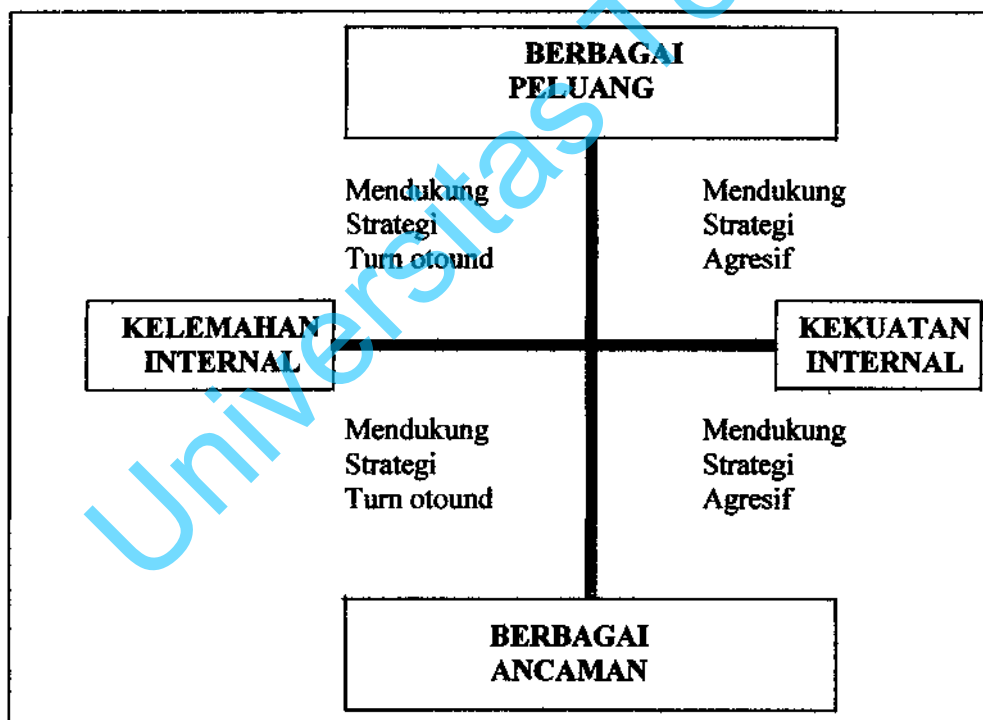 BERBAGAI
PELUANG
Mendukung
Strategi
Turn otound
Mendukung
Strategi
Agresif
KELEMAHAN
INTERNAL
KEKUATAN
INTERNAL
Mendukung
Strategi
Turn otound
Mendukung
Strategi
Agresif
BERBAGAI
ANCAMAN
Universitas